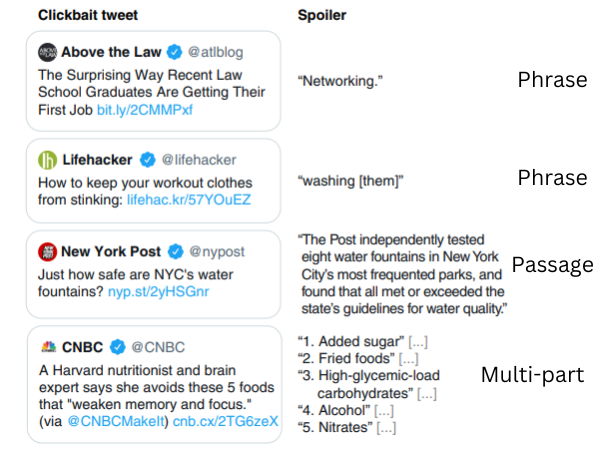 Clickbait tweet
Spoiler
Above the Law @atlblog
The Surprising Way Recent Law
School Graduates Are Getting Their
First Job bit.ly/2CMMPxf
“Networking.”
Phrase
Lifehacker @lifehacker
How to keep your workout clothes
from stinking: lifehac.kr/57YOuEZ
“washing [them]”
Phrase
New York Post @nypost
Just how safe are NYC's water
fountains? nyp.st/2yHSGnr
“The Post independently tested
eight water fountains in New York
City’s most frequented parks, and
found that all met or exceeded the
state’s guidelines for water quality.”
Passage
CNBC @CNBC
A Harvard nutritionist and brain
expert says she avoids these 5 foods
that "weaken memory and focus."
(via @CNBCMakeIt) cnb.cx/2TG6zeX
“1. Added sugar” [...]
“2. Fried foods” [...]
“3. High-glycemic-load
carbohydrates” [...]
“4. Alcohol” [...]
“5. Nitrates” [...]
Multi-part